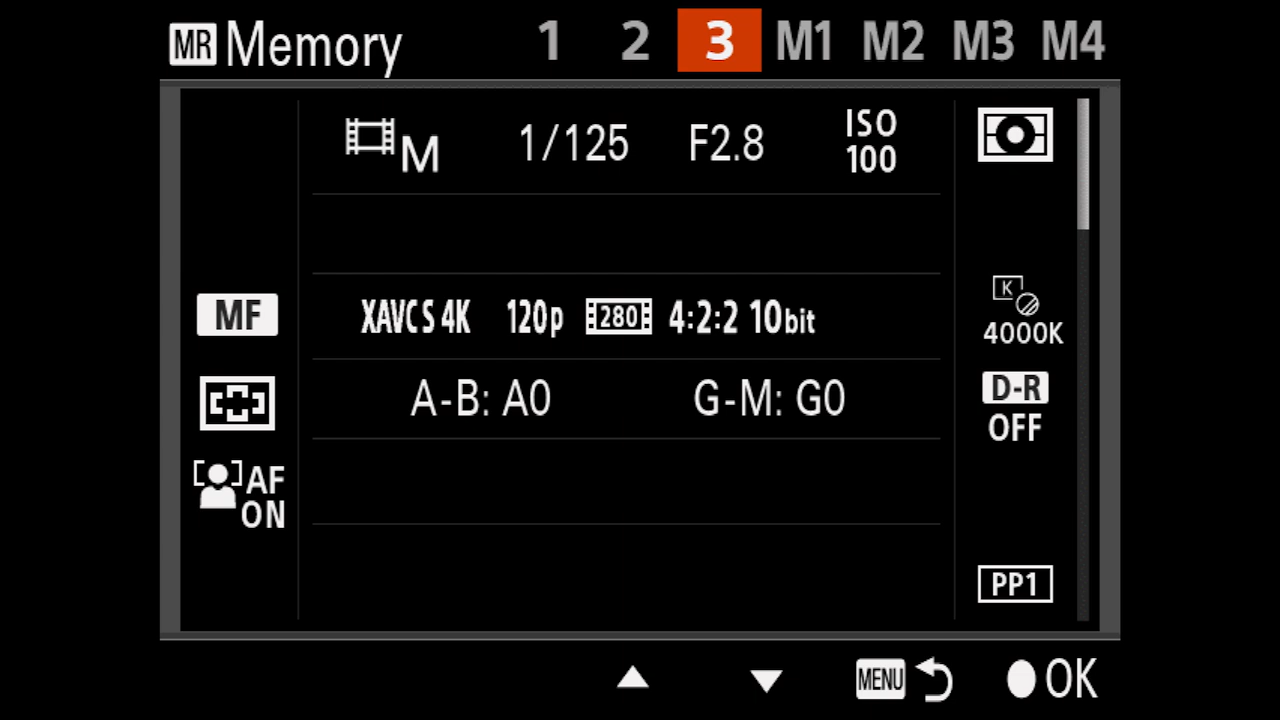 MR Memory 1 2 3 M1 M2 M3 M4
M 1/125 F2.8 ISO 100
MF XAVC S 4K 120p 280 4:2:2 10bit K 4000K
A-B: A0 G-M: G0 D-R OFF
AF ON
PP1
MENU OK